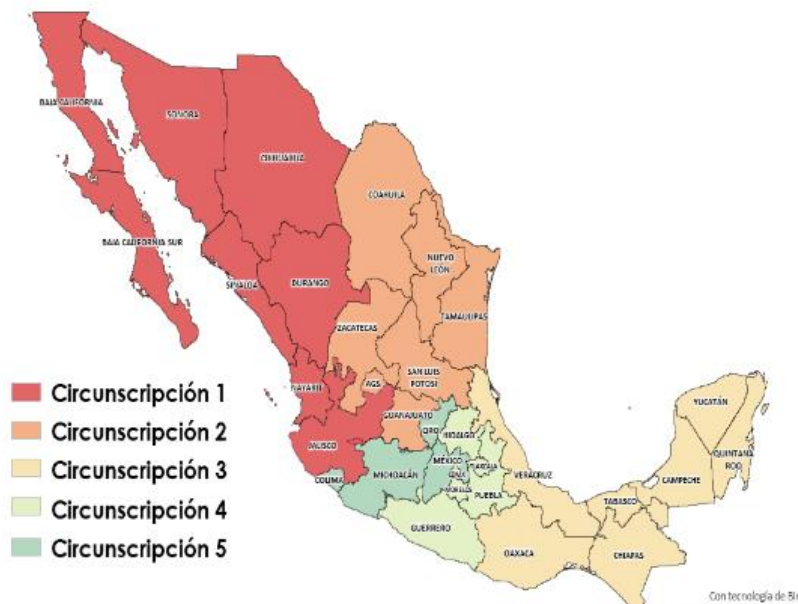 BAJA CALIFORNIA
SONORA
CHIHUAHUA
COAHUILA
BAJA CALIFORNIA SUR
SINALOA
DURANGO
NUEVO
LEÓN
TAMAULIPAS
ZACATECAS
SAN LUIS
POTOSÍ
NAYARIT
AGS.
GUANAJUATO
JALISCO
QRO
HIDALGO
COLIMA
MICHOACÁN
MÉXICO
CDMX
TLAXCALA
MORELOS
PUEBLA
VERACRUZ
GUERRERO
OAXACA
TABASCO
CHIAPAS
CAMPECHE
YUCATÁN
QUINTANA
ROO
Circunscripción 1
Circunscripción 2
Circunscripción 3
Circunscripción 4
Circunscripción 5
Con tecnología de